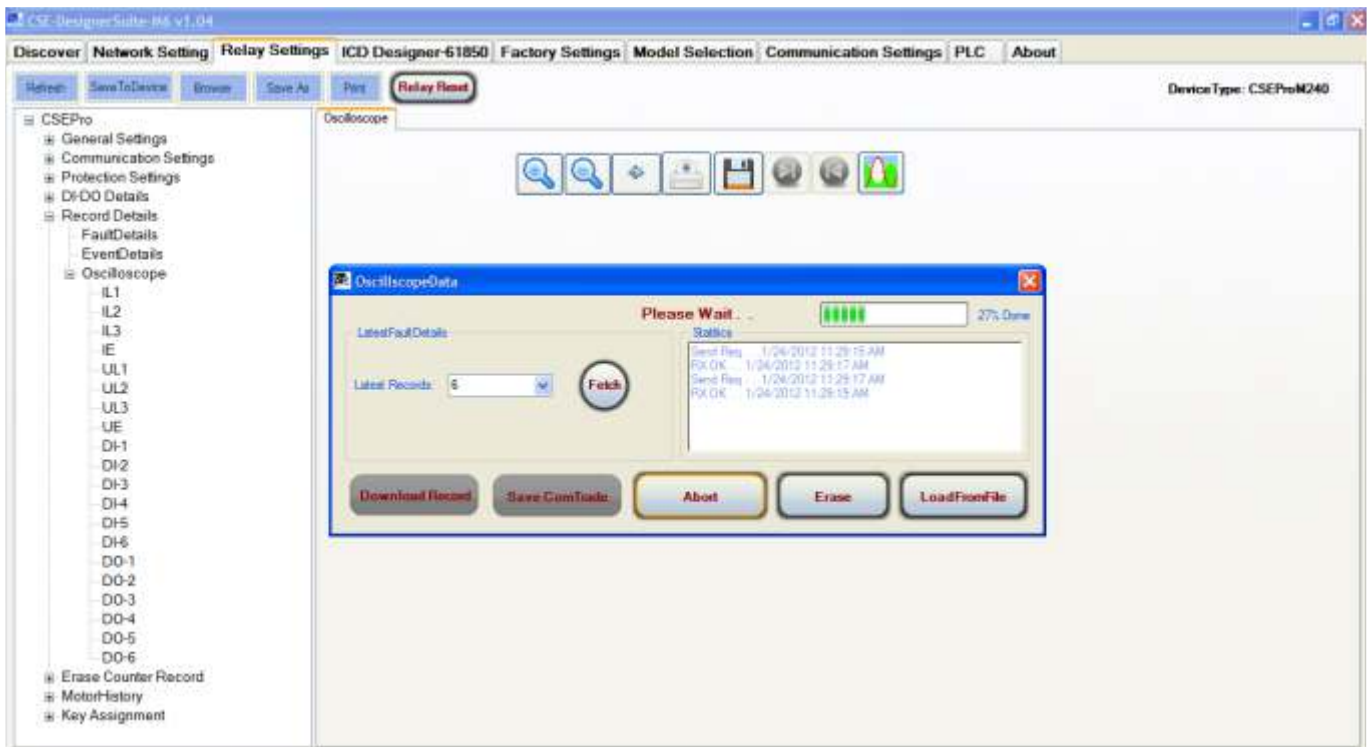 CSE-DesignerSuite-M6 v1.04
Discover Network Setting Relay Settings ICD Designer-61850 Factory Settings Model Selection Communication Settings PLC About
Refresh SaveToDevice Browse Save As Print Relay Reset DeviceType: CSEProM240
CSEPro
General Settings
Communication Settings
Protection Settings
DI-DO Details
Record Details
FaultDetails
EventDetails
Oscilloscope
IL1
IL2
IL3
IE
UL1
UL2
UL3
UE
DI-1
DI-2
DI-3
DI-4
DI-5
DI-6
DO-1
DO-2
DO-3
DO-4
DO-5
DO-6
Erase Counter Record
MotorHistory
Key Assignment
Oscilloscope
OscillscopeData
Please Wait . .
27% Done
LatestFaultDetails
Latest Records 6 Fetch
Send Req . . 1/24/2012 11:29:15 AM
RX OK . . 1/24/2012 11:29:17 AM
Send Req . . 1/24/2012 11:29:17 AM
RX OK . . 1/24/2012 11:29:15 AM
Download Record Save ComTrade Abort Erase LoadFromFile